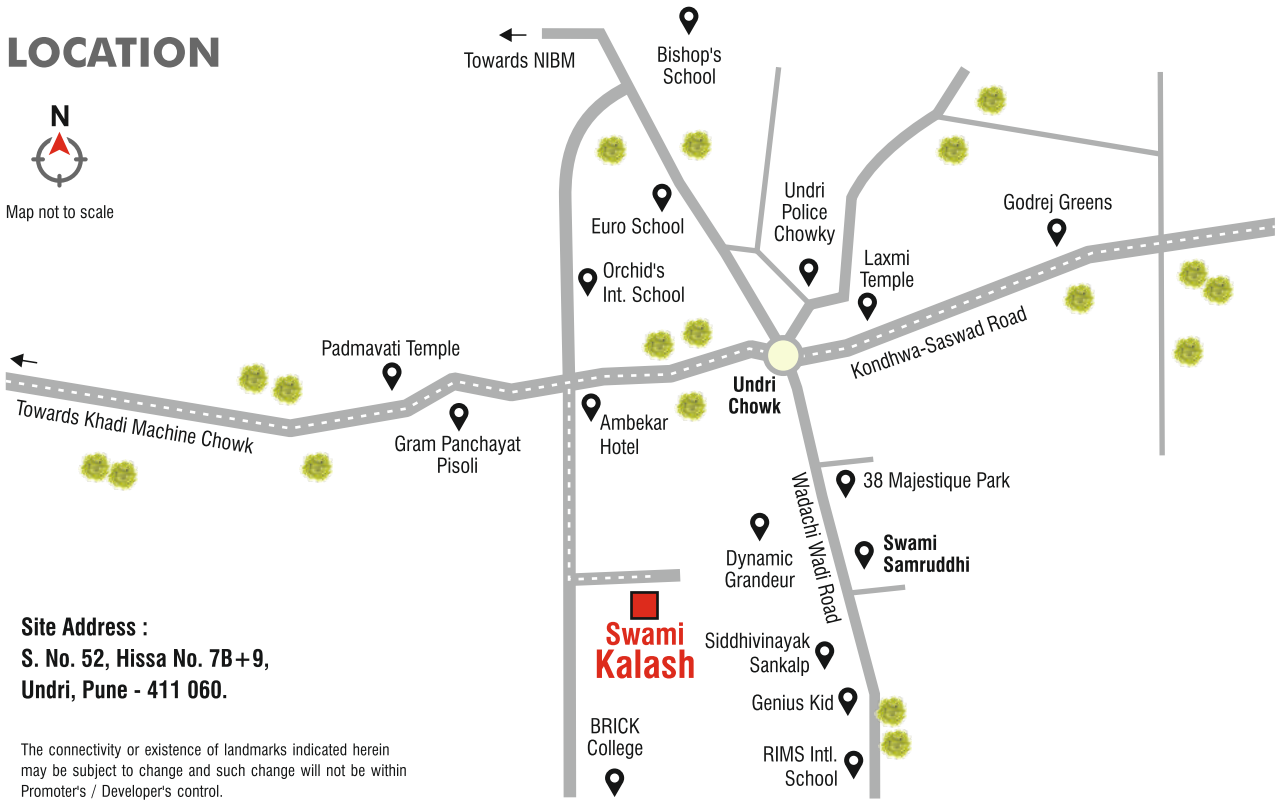 LOCATION
N
Map not to scale
Towards NIBM
Bishop's
School
Euro School
Orchid's
Int. School
Undri
Police
Chowky
Laxmi
Temple
Godrej Greens
Kondhwa-Saswad Road
Padmavati Temple
Towards Khadi Machine Chowk
Gram Panchayat
Pisoli
Ambekar
Hotel
Undri
Chowk
38 Majestique Park
Wadachi Wadi Road
Dynamic
Grandeur
Swami
Samruddhi
Swami
Kalash
Siddhivinayak
Sankalp
Genius Kid
BRICK
College
RIMS Intl.
School
Site Address :
S. No. 52, Hissa No. 7B+9,
Undri, Pune - 411 060.
The connectivity or existence of landmarks indicated herein
may be subject to change and such change will not be within
Promoter's / Developer's control.